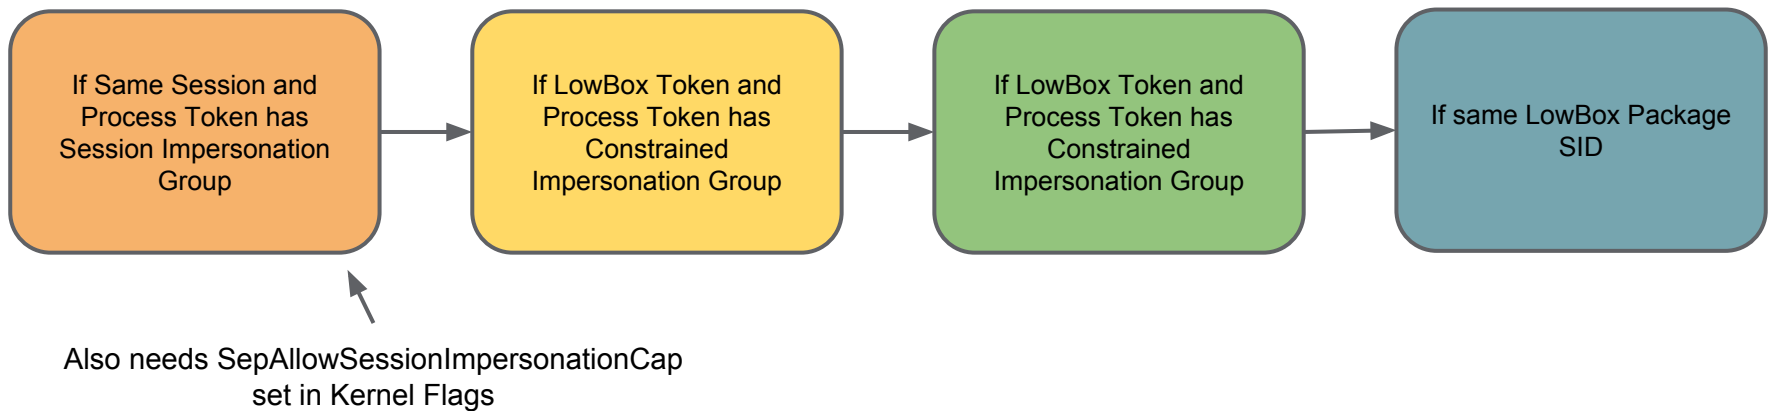 If Same Session and
Process Token has
Session Impersonation
Group
If LowBox Token and
Process Token has
Constrained
Impersonation Group
If LowBox Token and
Process Token has
Constrained
Impersonation Group
If same LowBox Package
SID
Also needs SepAllowSessionImpersonationCap
set in Kernel Flags